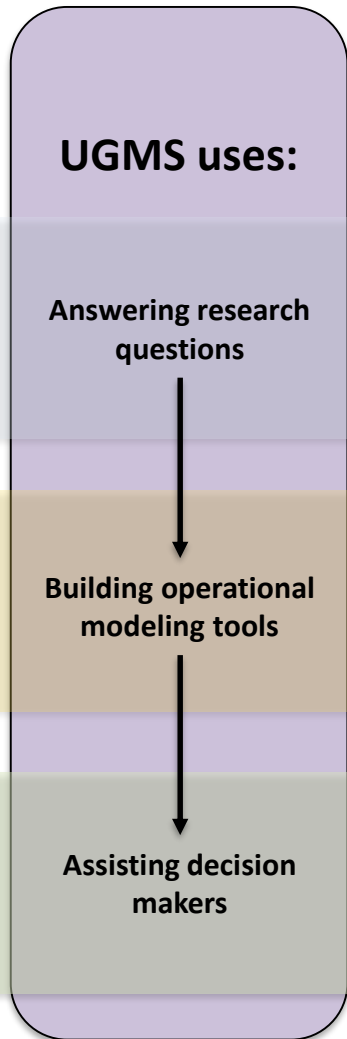 UGMS uses:
Answering research
questions
Building operational
modeling tools
Assisting decision
makers